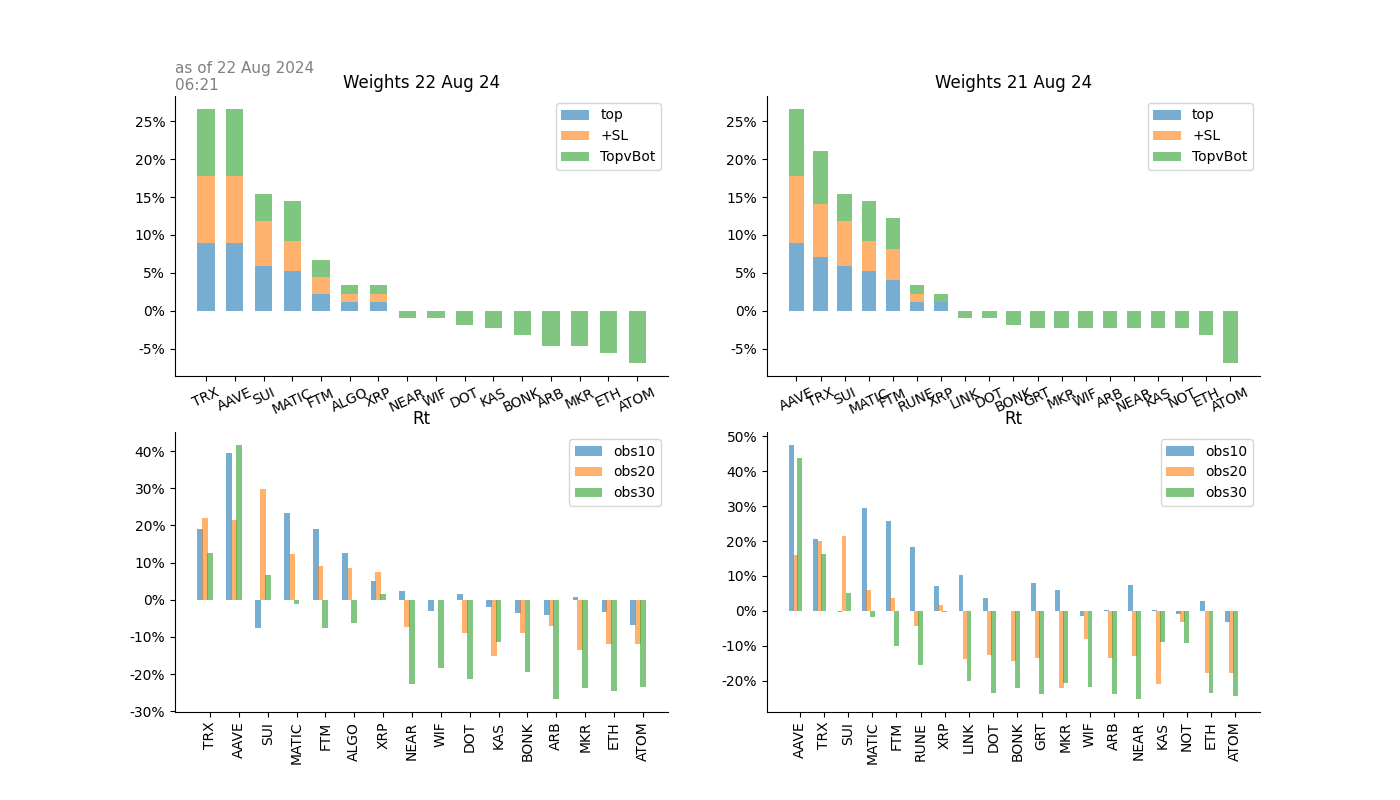 as of 22 Aug 2024
06:21
Weights 22 Aug 24
top
+SL
TopvBot
25%
20%
15%
10%
5%
0%
-5%
TRX AAVE SUI MATIC FTM ALGO XRP NEAR WIF DOT KAS BONK ARB MKR ETH ATOM
Weights 21 Aug 24
top
+SL
TopvBot
25%
20%
15%
10%
5%
0%
-5%
AAVE TRX SUI MATIC FTM RUNE XRP LINK DOT BONK GRT MKR WIF ARB NEAR KAS NOT ETH ATOM
Rt
obs10
obs20
obs30
40%
30%
20%
10%
0%
-10%
-20%
-30%
TRX AAVE SUI MATIC FTM ALGO XRP NEAR WIF DOT KAS BONK ARB MKR ETH ATOM
Rt
obs10
obs20
obs30
50%
40%
30%
20%
10%
0%
-10%
-20%
AAVE TRX SUI MATIC FTM RUNE XRP LINK DOT BONK GRT MKR WIF ARB NEAR KAS NOT ETH ATOM